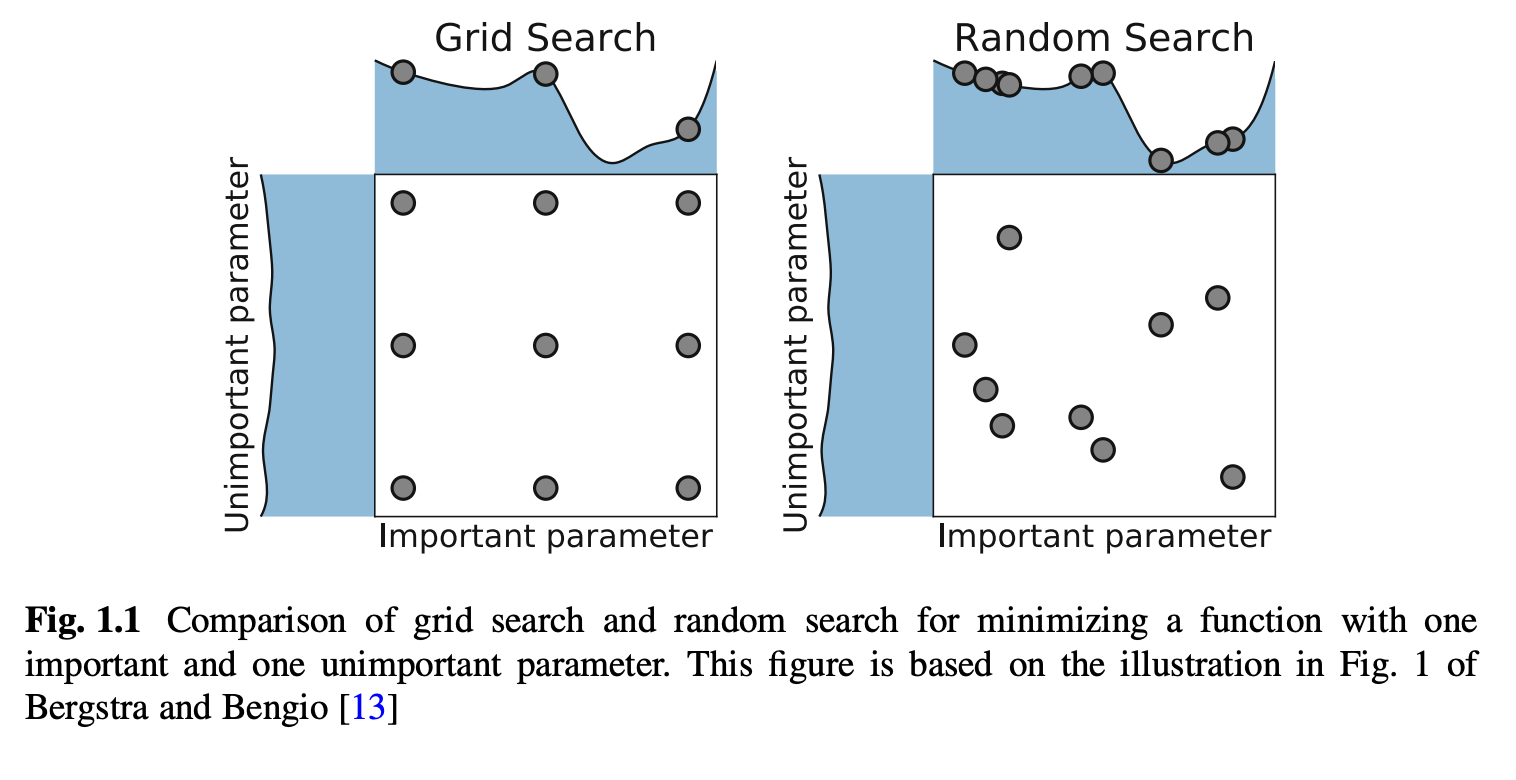 Grid Search
Random Search
Unimportant parameter
Important parameter
Unimportant parameter
Important parameter
Fig. 1.1 Comparison of grid search and random search for minimizing a function with one
important and one unimportant parameter. This figure is based on the illustration in Fig. 1 of
Bergstra and Bengio [13]